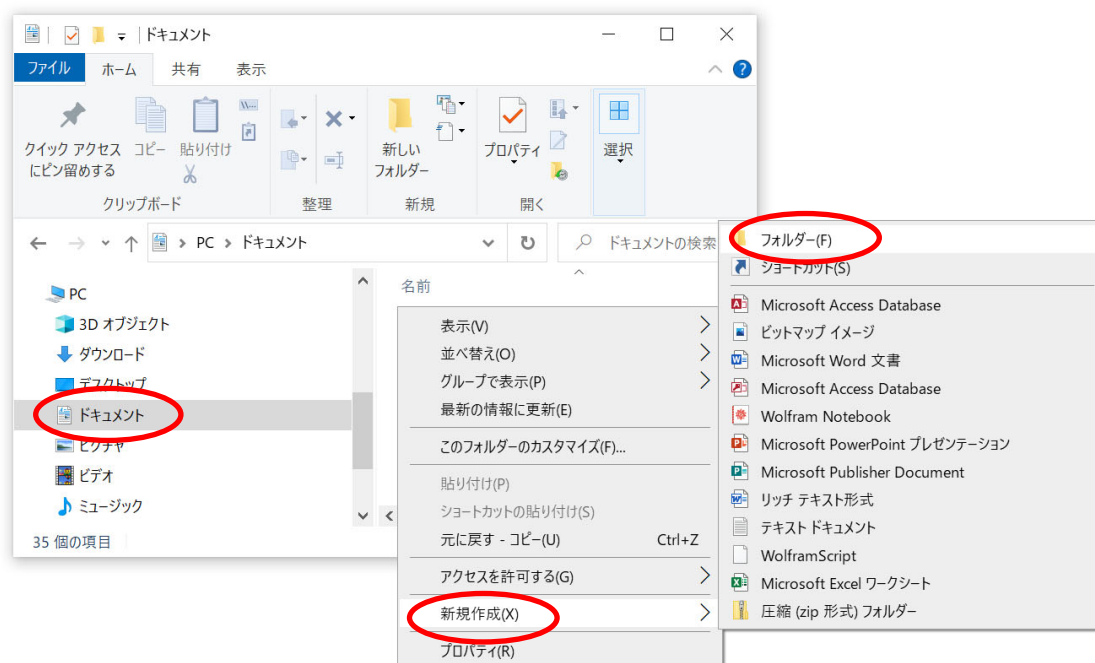 ドキュメント
ファイル ホーム 共有 表示
クイック アクセス
にピン留めする
コピー
貼り付け
新しい
フォルダー
プロパティ
選択
クリップボード 整理 新規 開く
PC > ドキュメント
ドキュメントの検索
PC
3D オブジェクト
ダウンロード
デスクトップ
ドキュメント
ピクチャ
ビデオ
ミュージック
35 個の項目
名前
表示(V)
並べ替え(O)
グループで表示(P)
最新の情報に更新(E)
このフォルダーのカスタマイズ(F)...
貼り付け(P)
ショートカットの貼り付け(S)
元に戻す - コピー(U) Ctrl+Z
アクセスを許可する(G)
新規作成(X)
プロパティ(R)
フォルダー(F)
ショートカット(S)
Microsoft Access Database
ビットマップ イメージ
Microsoft Word 文書
Microsoft Access Database
Wolfram Notebook
Microsoft PowerPoint プレゼンテーション
Microsoft Publisher Document
リッチ テキスト形式
テキスト ドキュメント
WolframScript
Microsoft Excel ワークシート
圧縮 (zip 形式) フォルダー